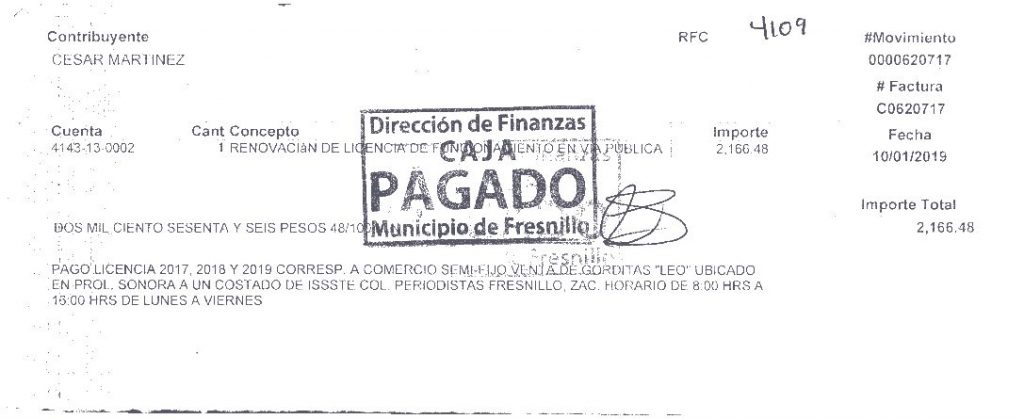 Contribuyente
CESAR MARTINEZ
RFC
4109
#Movimiento
0000620717
# Factura
C0620717
Fecha
10/01/2019
Cuenta Cant Concepto Importe
4143-13-0002 1 RENOVACIàN DE LICENCIA DE FUNCIONAMIENTO EN VIA PUBLICA 2,166.48
Dirección de Finanzas
CAJA
PAGADO
Municipio de Fresnillo
Importe Total
2,166.48
DOS MIL CIENTO SESENTA Y SEIS PESOS 48/10
Fresnillo
PAGO LICENCIA 2017, 2018 Y 2019 CORRESP. A COMERCIO SEMI-FIJO VENTA DE GORDITAS "LEO" UBICADO
EN PROL. SONORA A UN COSTADO DE ISSSTE COL. PERIODISTAS FRESNILLO, ZAC. HORARIO DE 8:00 HRS A
16:00 HRS DE LUNES A VIERNES